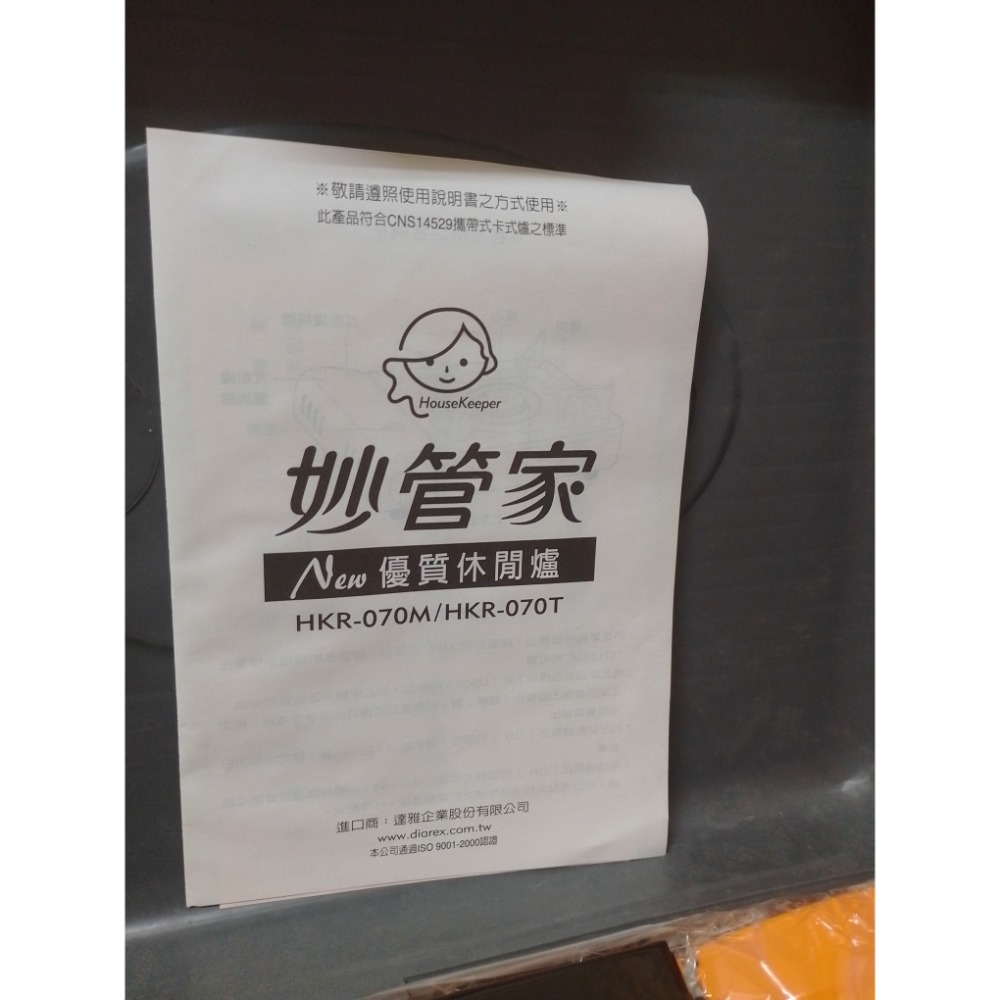 ※敬請遵照使用說明書之方式使用※
此產品符合CNS14529攜帶式卡式爐之標準
HouseKeeper
妙管家
New 優質休閒爐
HKR-070M/HKR-070T
進口商：達雅企業股份有限公司
www.diarex.com.tw
本公司通過ISO 9001-2000認證